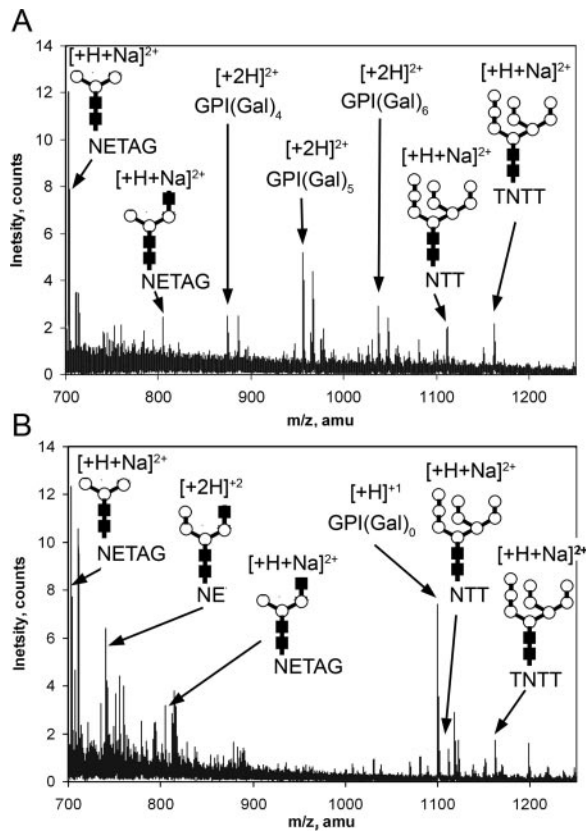 A
[+H+Na]²⁺
[+2H]²⁺
[+2H]²⁺
[+H+Na]²⁺
GPI(Gal)₄
GPI(Gal)₆
[+2H]²⁺
[+H+Na]²⁺
NETAG
GPI(Gal)₅
[+H+Na]²⁺
TNTT
NETAG
NTT
Inetsity, counts
14
12
10
8
6
4
2
0
700
800
900
1000
1100
1200
m/z, amu
B
[+H+Na]²⁺
[+2H]⁺²
[+H]⁺¹
[+H+Na]²⁺
GPI(Gal)₀
[+H+Na]²⁺
[+H+Na]²⁺
NETAG
NE
NTT
NETAG
TNTT
Inetsity, counts
14
12
10
8
6
4
2
0
700
800
900
1000
1100
1200
m/z, amu